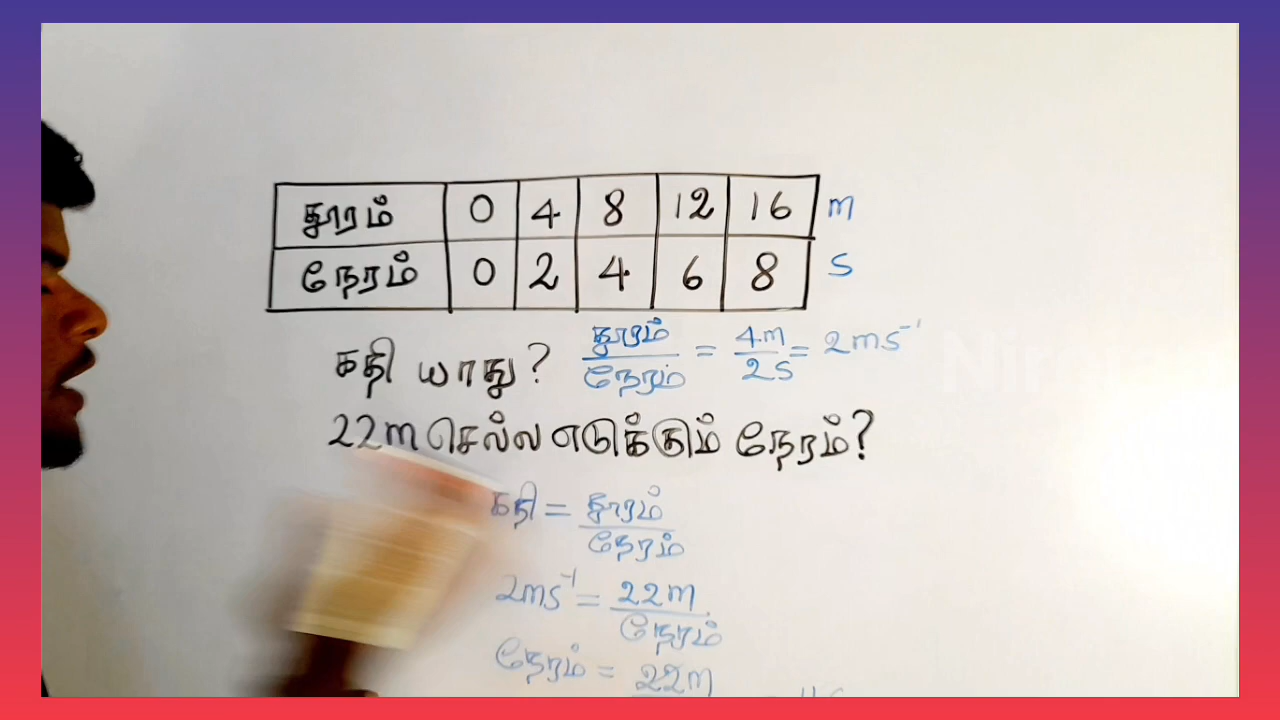 தூரம் 0 4 8 12 16 m
நேரம் 0 2 4 6 8 s
கதி யாது? தூரம் / நேரம் = 4m / 2s = 2ms⁻¹
22m செல்ல எடுக்கும் நேரம்?
கதி = தூரம் / நேரம்
2ms⁻¹ = 22m / நேரம்
நேரம் = 22m